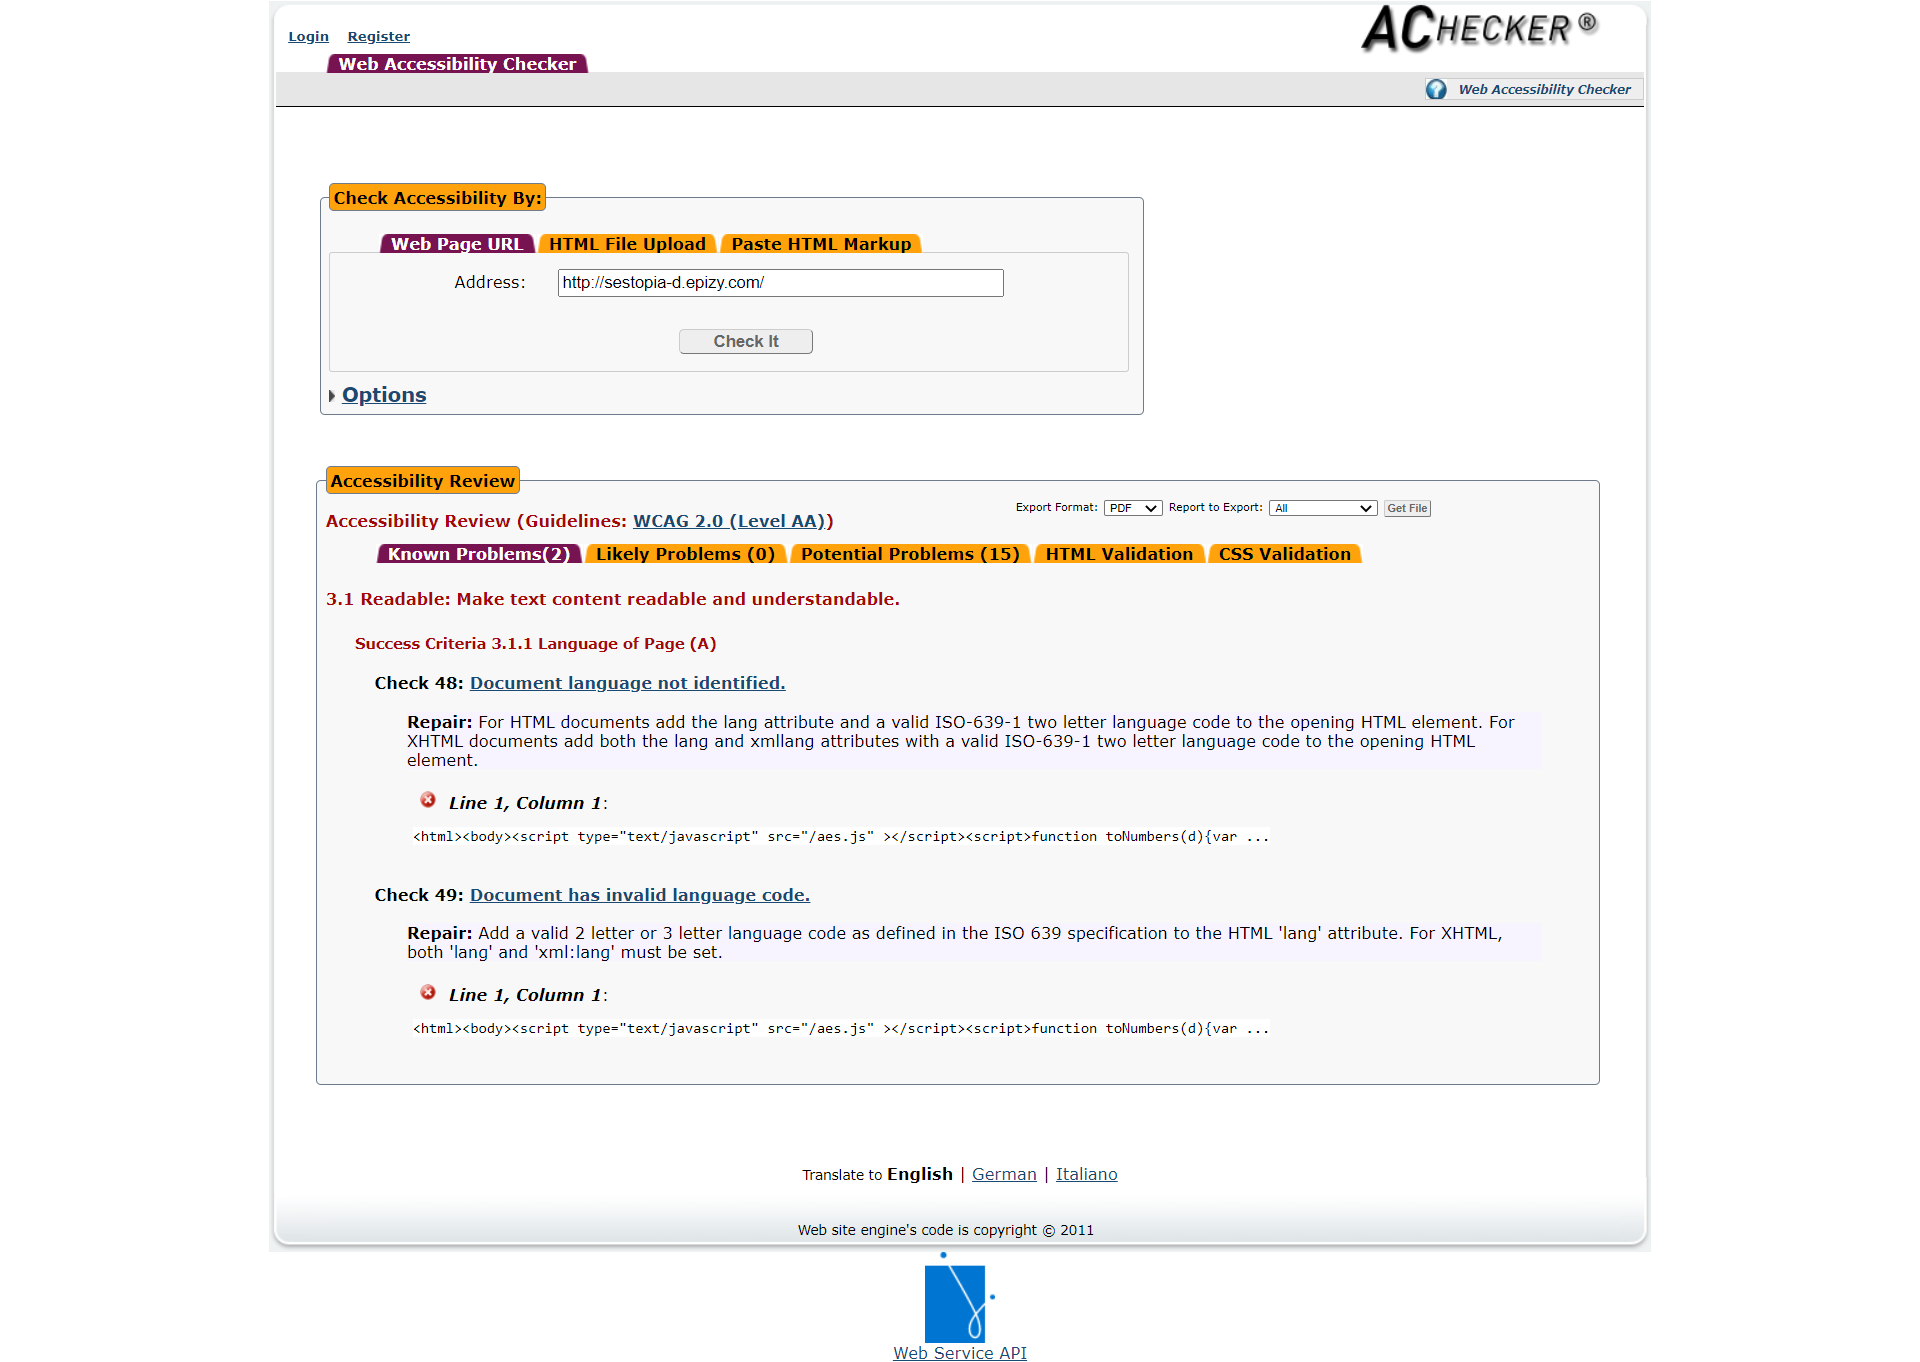 Login Register
ACHECKER ®
Web Accessibility Checker
Web Accessibility Checker
Check Accessibility By:
Web Page URL HTML File Upload Paste HTML Markup
Address: http://sestopia-d.epizy.com/
Check It
Options
Accessibility Review
Export Format: PDF Report to Export: All Get File
Accessibility Review (Guidelines: WCAG 2.0 (Level AA))
Known Problems(2) Likely Problems (0) Potential Problems (15) HTML Validation CSS Validation
3.1 Readable: Make text content readable and understandable.
Success Criteria 3.1.1 Language of Page (A)
Check 48: Document language not identified.
Repair: For HTML documents add the lang attribute and a valid ISO-639-1 two letter language code to the opening HTML element. For
XHTML documents add both the lang and xmllang attributes with a valid ISO-639-1 two letter language code to the opening HTML
element.
Line 1, Column 1:
<html><body><script type="text/javascript" src="/aes.js" ></script><script>function toNumbers(d){var ...
Check 49: Document has invalid language code.
Repair: Add a valid 2 letter or 3 letter language code as defined in the ISO 639 specification to the HTML 'lang' attribute. For XHTML,
both 'lang' and 'xml:lang' must be set.
Line 1, Column 1:
<html><body><script type="text/javascript" src="/aes.js" ></script><script>function toNumbers(d){var ...
Translate to English | German | Italiano
Web site engine's code is copyright © 2011
Web Service API